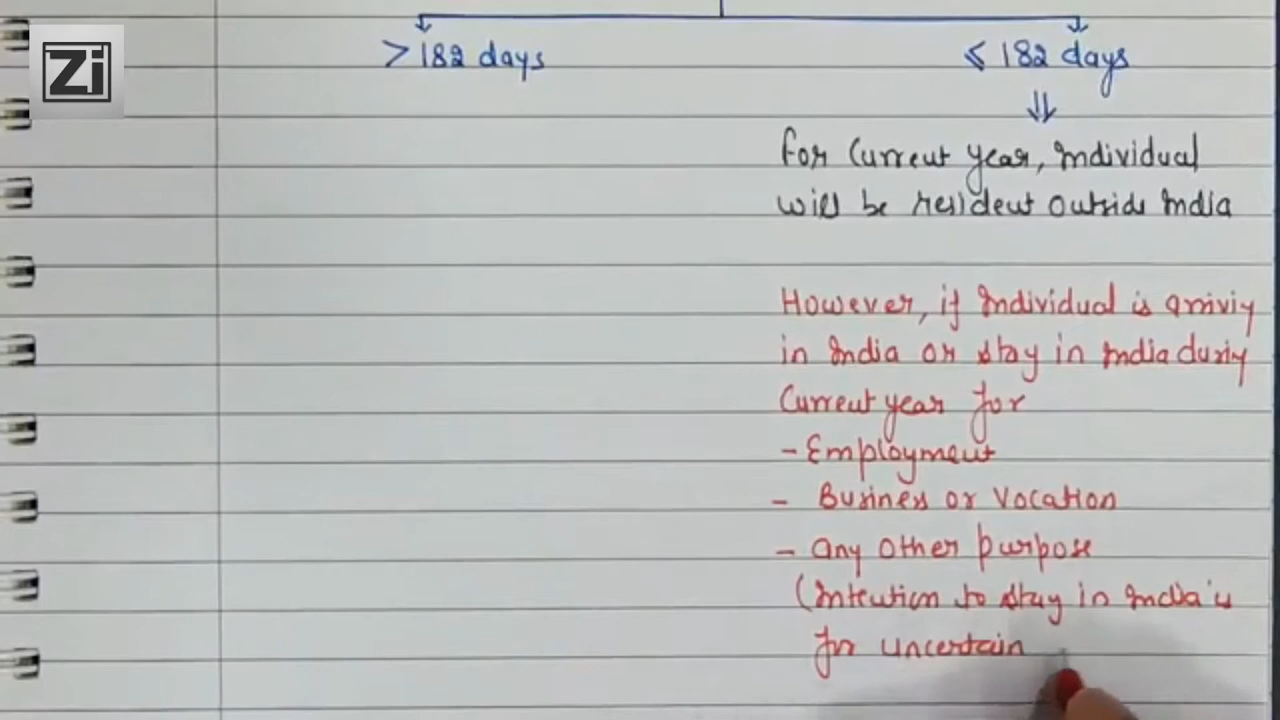 Zi
> 182 days
≤ 182 days
⇓
For Current year, individual
will be resident outside India
However, if individual is arriving
in India or stay in India during
Current year for
- Employment
- Business or Vocation
- any other purpose
(intention to stay in India is
for uncertain